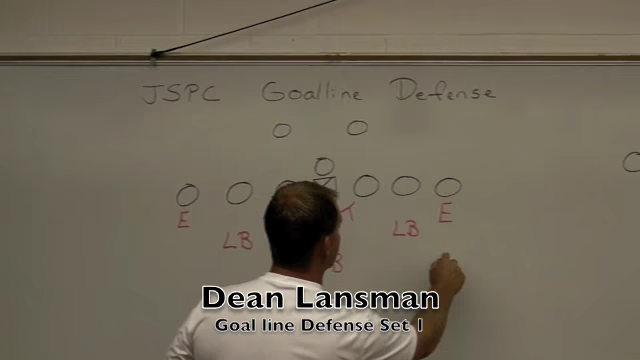 JSPC Goalline Defense
E T E
LB B LB
Dean Lansman
Goal line Defense Set 1